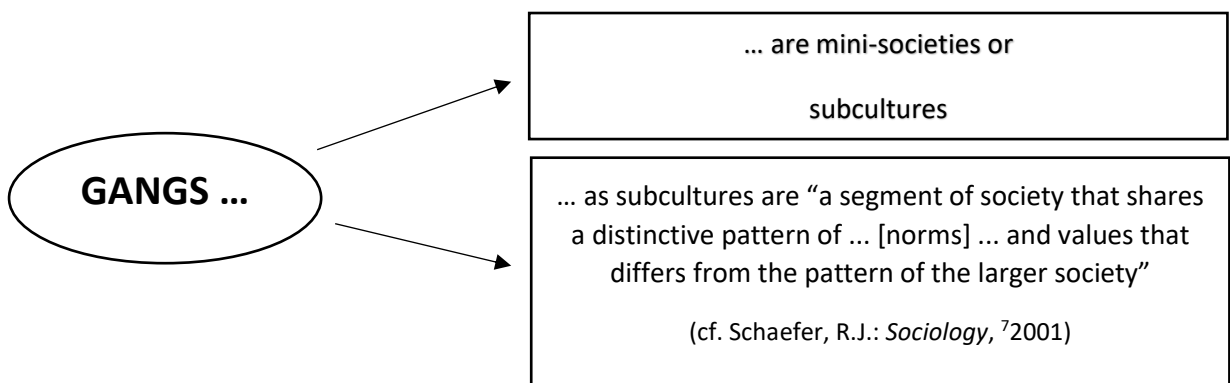 GANGS …
… are mini-societies or
subcultures
… as subcultures are “a segment of society that shares
a distinctive pattern of ... [norms] ... and values that
differs from the pattern of the larger society”
(cf. Schaefer, R.J.: Sociology, ⁷2001)